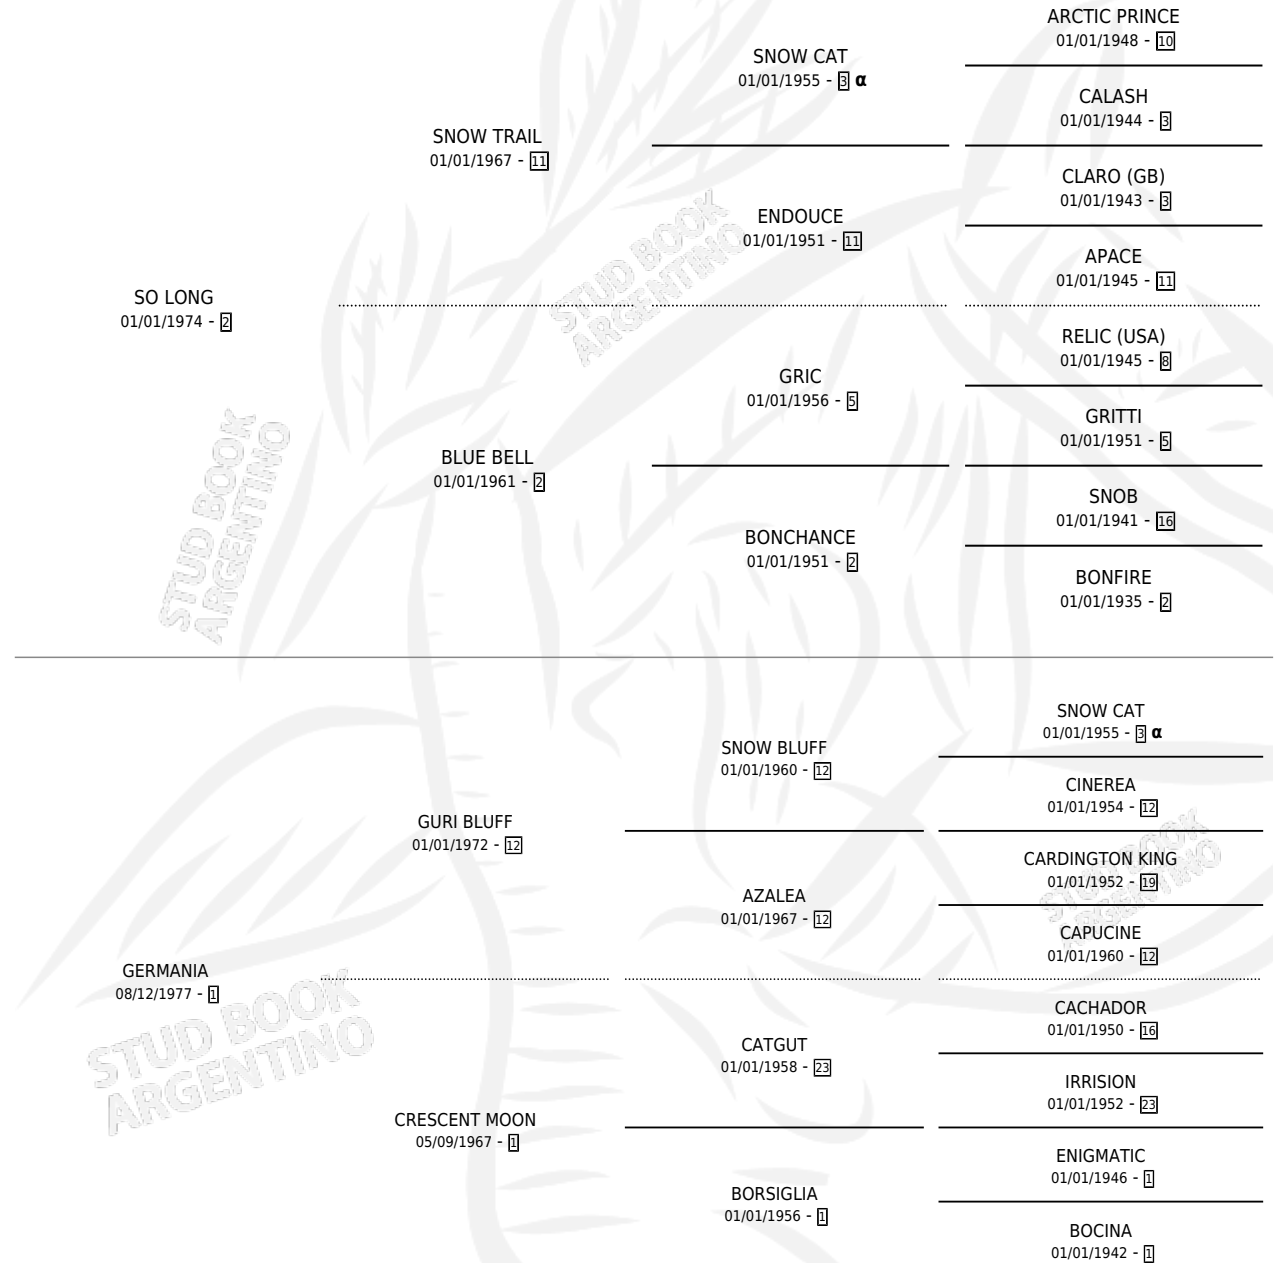 ARCTIC PRINCE
01/01/1948 - 10
SNOW CAT
01/01/1955 - 3 α
CALASH
01/01/1944 - 3
SNOW TRAIL
01/01/1967 - 11
CLARO (GB)
01/01/1943 - 3
ENDOUCE
01/01/1951 - 11
APACE
01/01/1945 - 11
SO LONG
01/01/1974 - 2
RELIC (USA)
01/01/1945 - 8
GRIC
01/01/1956 - 5
GRITTI
01/01/1951 - 5
BLUE BELL
01/01/1961 - 2
SNOB
01/01/1941 - 16
BONCHANCE
01/01/1951 - 2
BONFIRE
01/01/1935 - 2
SNOW CAT
01/01/1955 - 3 α
SNOW BLUFF
01/01/1960 - 12
CINEREA
01/01/1954 - 12
GURI BLUFF
01/01/1972 - 12
CARDINGTON KING
01/01/1952 - 19
AZALEA
01/01/1967 - 12
CAPUCINE
01/01/1960 - 12
GERMANIA
08/12/1977 - 1
CACHADOR
01/01/1950 - 16
CATGUT
01/01/1958 - 23
IRRISION
01/01/1952 - 23
CRESCENT MOON
05/09/1967 - 1
ENIGMATIC
01/01/1946 - 1
BORSIGLIA
01/01/1956 - 1
BOCINA
01/01/1942 - 1
STUD BOOK
ARGENTINO
STUD BOOK
ARGENTINO
STUD BOOK
ARGENTINO
STUD BOOK
ARGENTINO